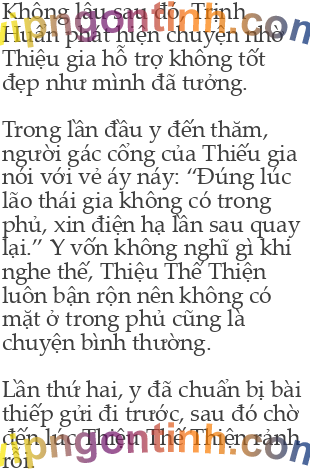 Không lâu sau đó, Trịnh
Huân phát hiện chuyện nhờ
Thiệu gia hỗ trợ không tốt
đẹp như mình đã tưởng.
Trong lần đầu y đến thăm,
người gác cổng của Thiếu gia
nói với vẻ áy náy: “Đúng lúc
lão thái gia không có trong
phủ, xin điện hạ lần sau quay
lại.” Y vốn không nghĩ gì khi
nghe thế, Thiệu Thế Thiện
luôn bận rộn nên không có
mặt ở trong phủ cũng là
chuyện bình thường.
Lần thứ hai, y đã chuẩn bị bài
thiếp gửi đi trước, sau đó chờ
đến lúc Thiệu Thế Thiện rảnh
rỗi.
vipngontinh.com
vipngontinh.com